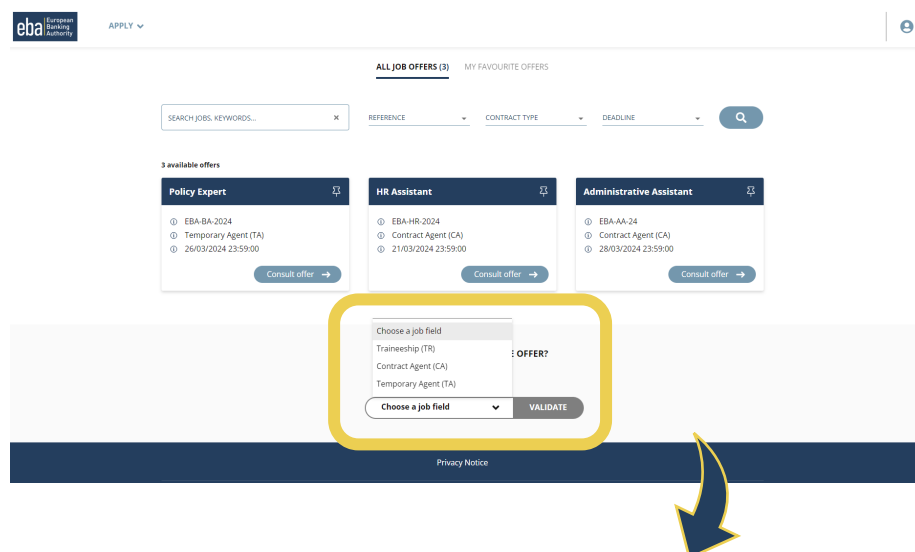 eba European Banking Authority
APPLY
ALL JOB OFFERS (3) MY FAVOURITE OFFERS
SEARCH JOBS, KEYWORDS... × REFERENCE CONTRACT TYPE DEADLINE
3 available offers
Policy Expert
EBA-BA-2024
Temporary Agent (TA)
26/03/2024 23:59:00
Consult offer →
HR Assistant
EBA-HR-2024
Contract Agent (CA)
21/03/2024 23:59:00
Consult offer →
Administrative Assistant
EBA-AA-24
Contract Agent (CA)
28/03/2024 23:59:00
Consult offer →
Choose a job field
Traineeship (TR)
Contract Agent (CA)
Temporary Agent (TA)
OFFER?
Choose a job field VALIDATE
Privacy Notice